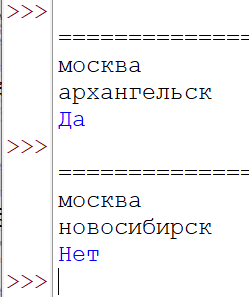 >>>
===============
москва
архангельск
Да
>>>
===============
москва
новосибирск
Нет
>>>